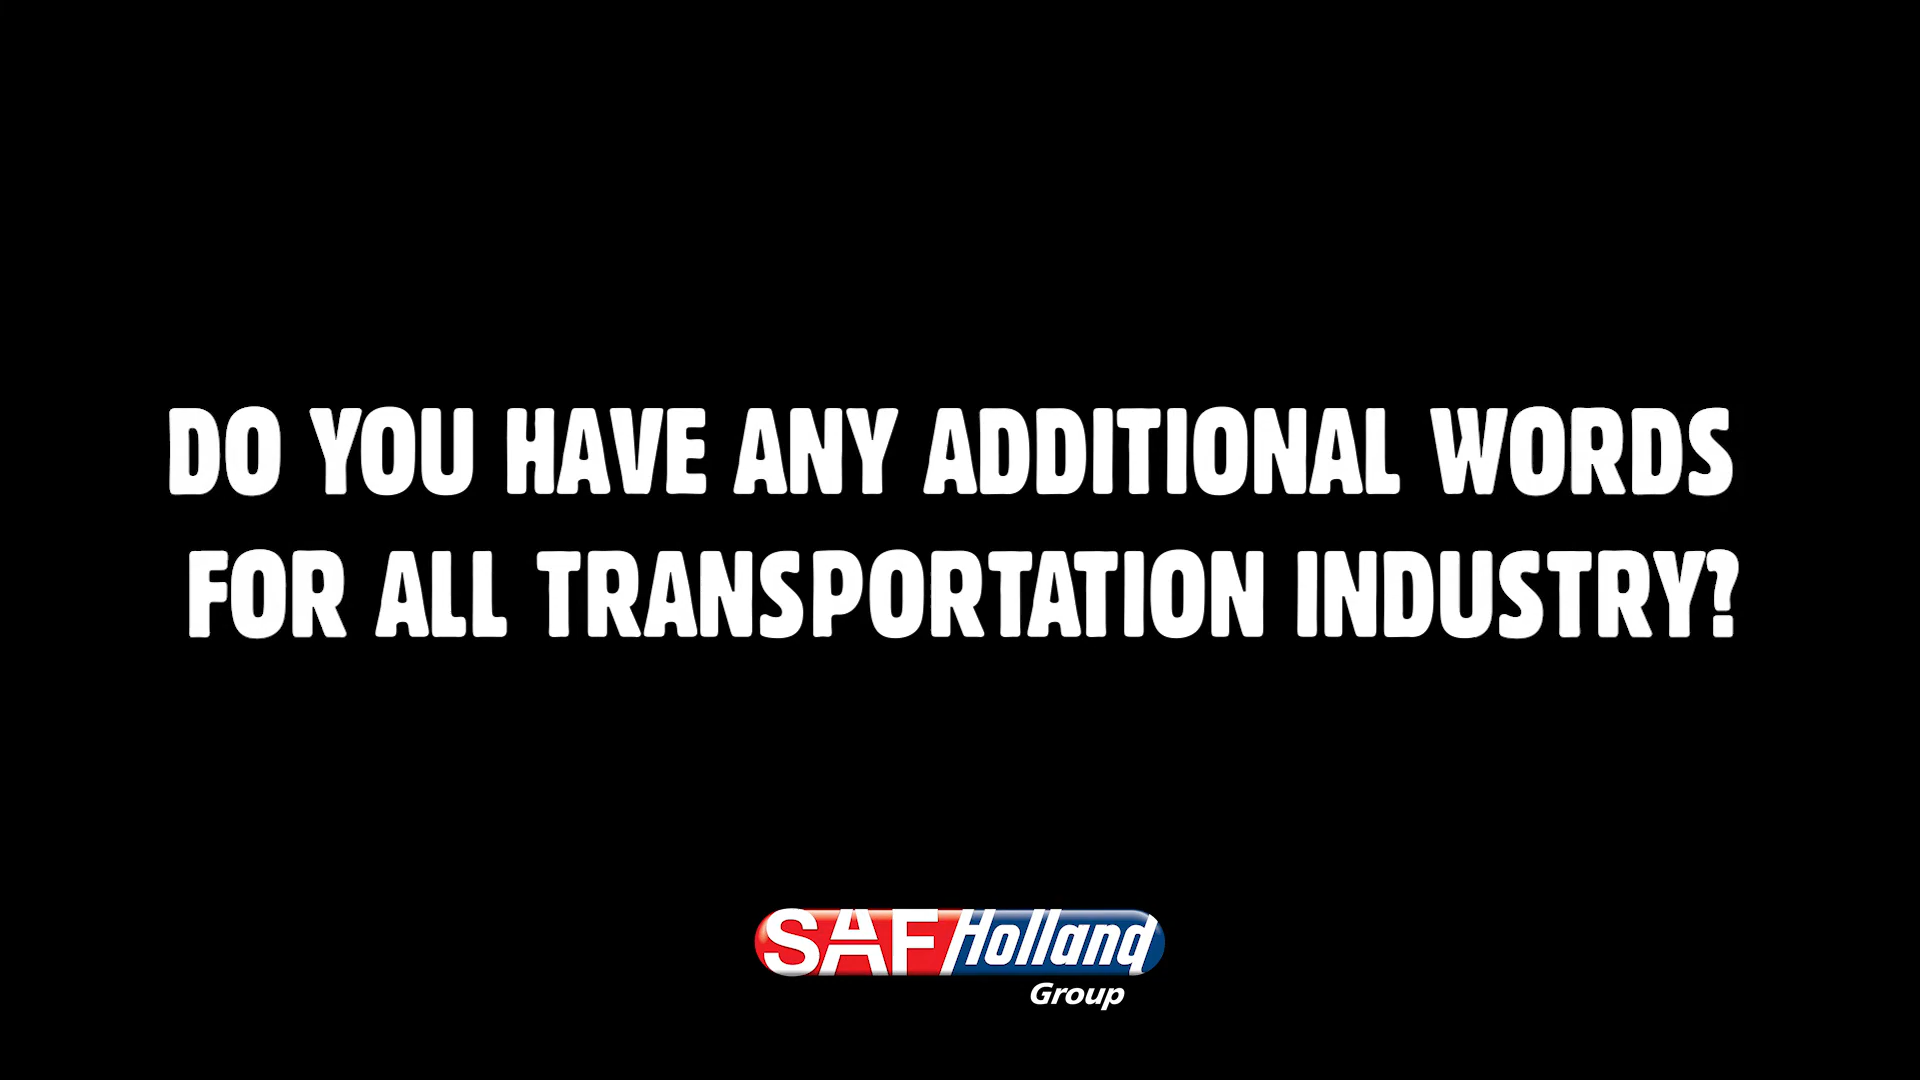 DO YOU HAVE ANY ADDITIONAL WORDS
FOR ALL TRANSPORTATION INDUSTRY?
SAF Holland
Group